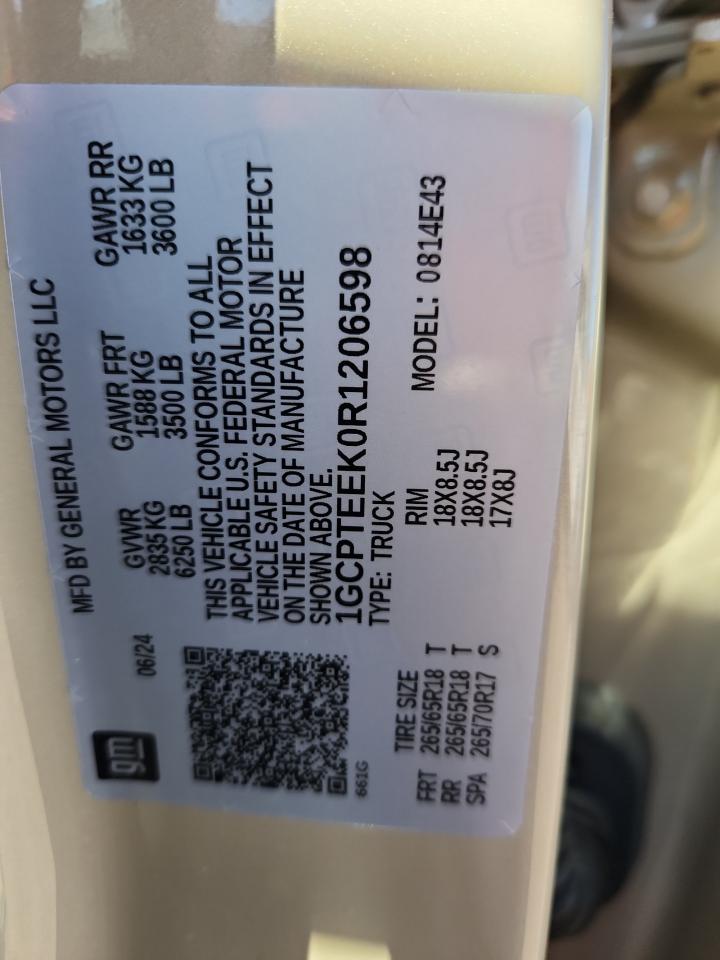 gm
MFD BY GENERAL MOTORS LLC
06/24
GVWR GAWR FRT GAWR RR
2835 KG 1588 KG 1633 KG
6250 LB 3500 LB 3600 LB
THIS VEHICLE CONFORMS TO ALL
APPLICABLE U.S. FEDERAL MOTOR
VEHICLE SAFETY STANDARDS IN EFFECT
ON THE DATE OF MANUFACTURE
SHOWN ABOVE.
1GCPTEEK0R1206598
TYPE: TRUCK MODEL: 0814E43
661G
TIRE SIZE RIM
FRT 265/65R18 T 18X8.5J
RR 265/65R18 T 18X8.5J
SPA 265/70R17 S 17X8J